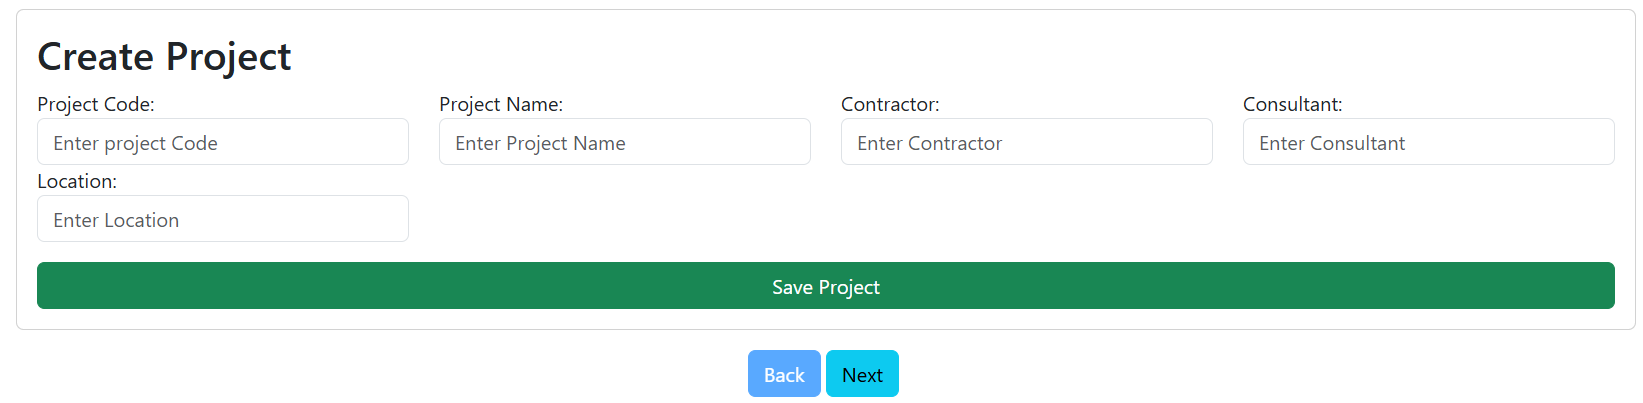 Create Project
Project Code: Project Name: Contractor: Consultant:
Enter project Code Enter Project Name Enter Contractor Enter Consultant
Location:
Enter Location
Save Project
Back Next